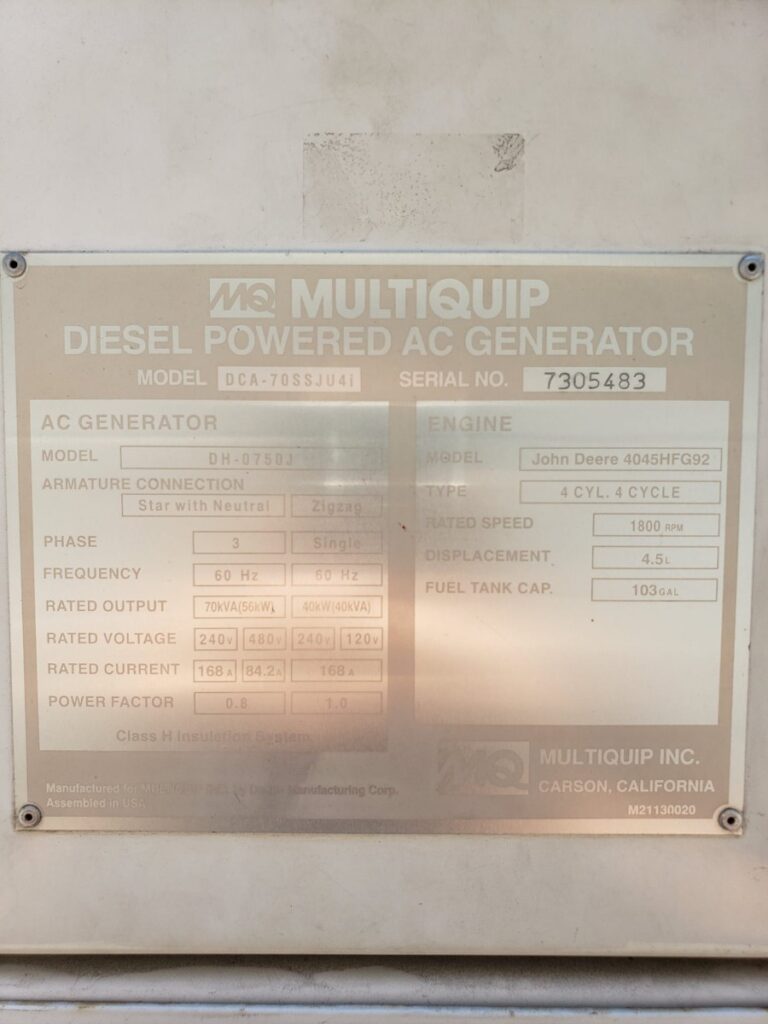 MQ MULTIQUIP
DIESEL POWERED AC GENERATOR
MODEL DCA-70SSJU4i SERIAL NO. 7305483
AC GENERATOR
MODEL DH-0750J
ARMATURE CONNECTION
Star with Neutral Zigzag
PHASE 3 Single
FREQUENCY 60 Hz 60 Hz
RATED OUTPUT 70kVA(56kW) 40kW(40kVA)
RATED VOLTAGE 240V 480V 240V 120V
RATED CURRENT 168A 84.2A 168A
POWER FACTOR 0.8 1.0
Class H Insulation System
ENGINE
MODEL John Deere 4045HFG92
TYPE 4 CYL. 4 CYCLE
RATED SPEED 1800 RPM
DISPLACEMENT 4.5L
FUEL TANK CAP. 103 GAL
Manufactured for Manufacturing Corp.
Assembled in USA
MQ MULTIQUIP INC.
CARSON, CALIFORNIA
M21130020